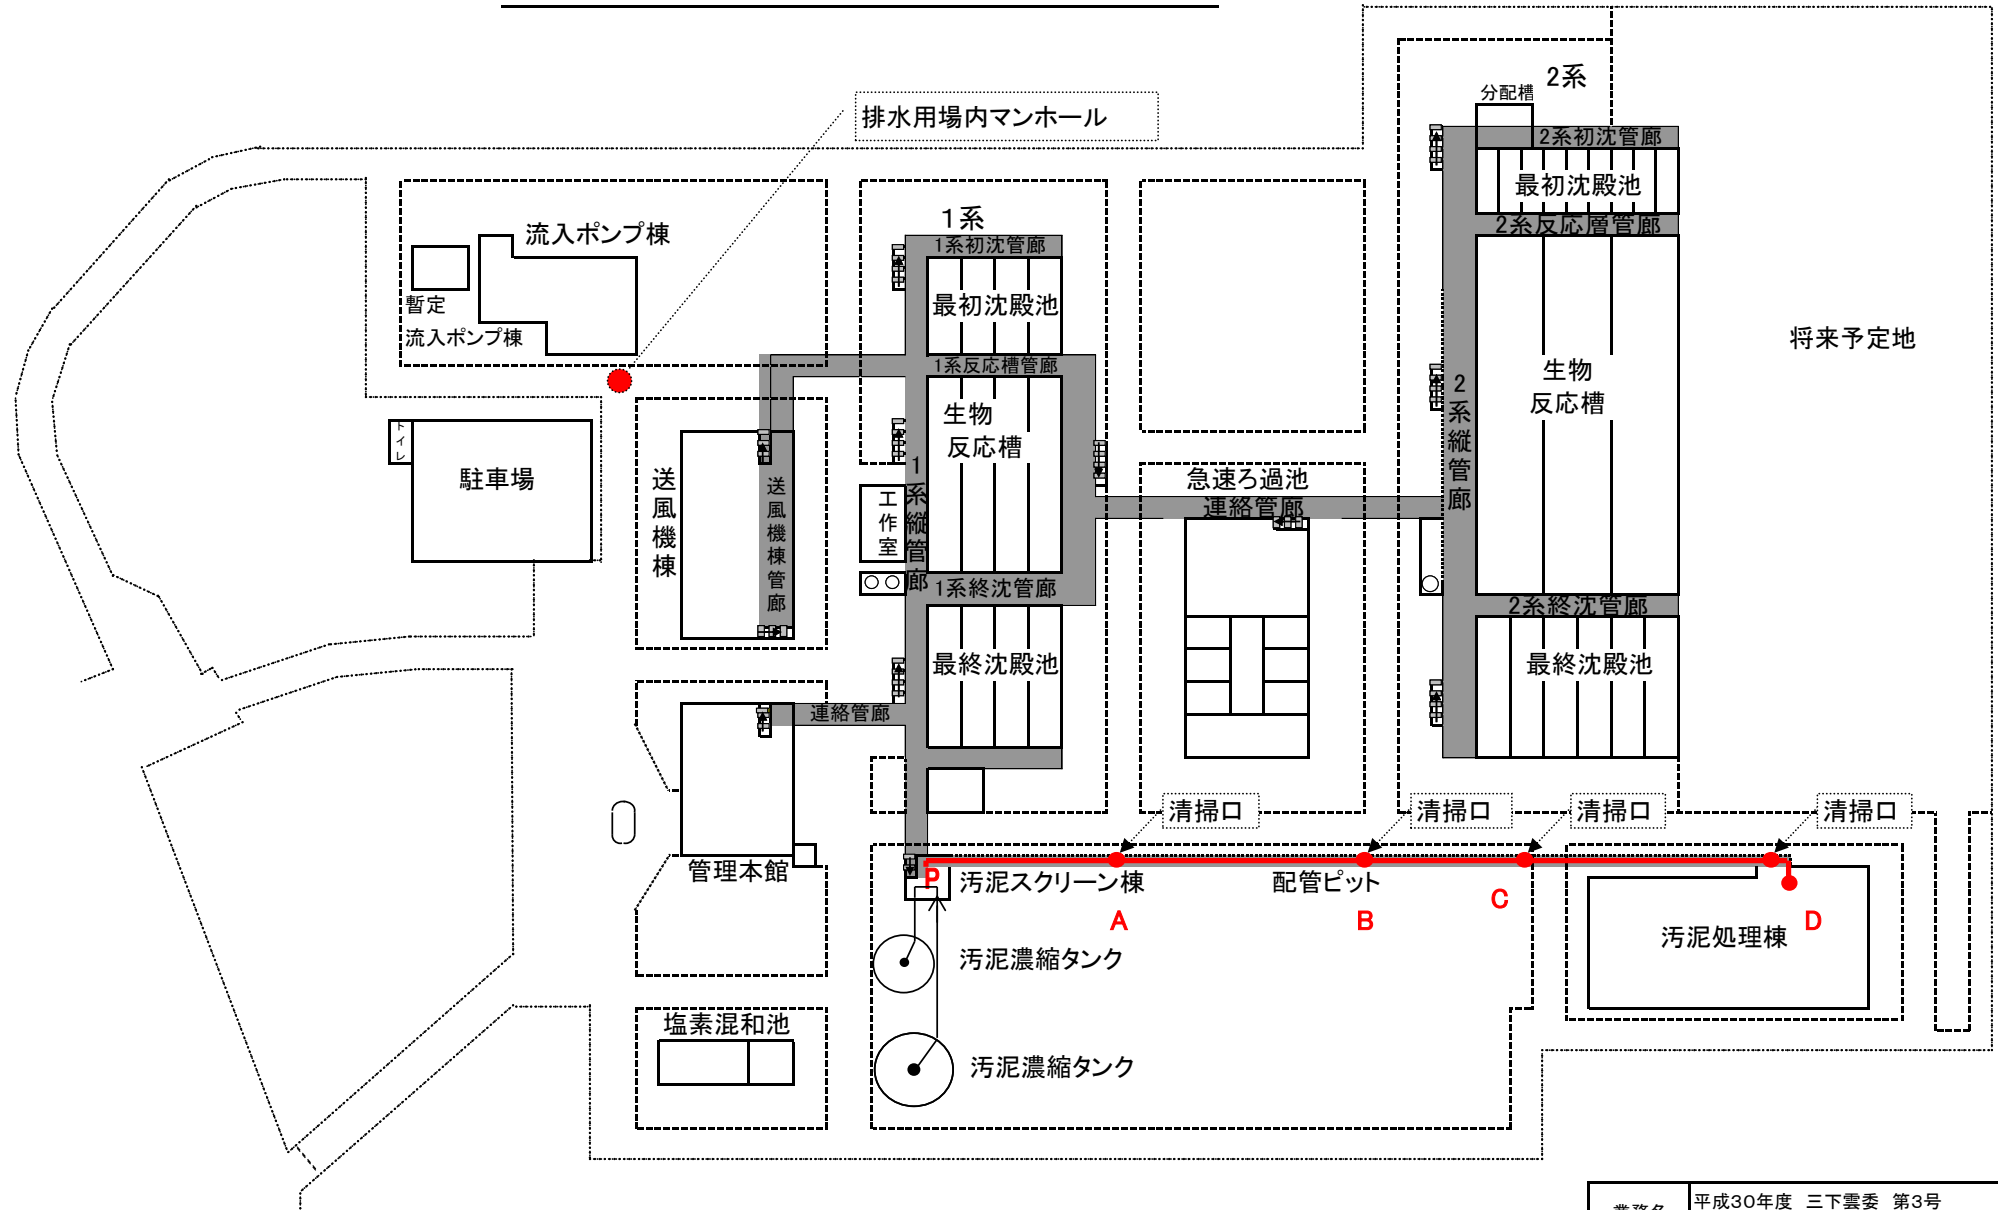 2系
分配槽
排水用場内マンホール
2系初沈管廊
最初沈殿池
2系反応層管廊
1系
流入ポンプ棟
1系初沈管廊
暫定
流入ポンプ棟
最初沈殿池
将来予定地
1系反応槽管廊
生物
反応槽
2系縦管廊
生物
反応槽
トイレ
駐車場
送風機棟
送風機棟管廊
工作室
1系縦管廊
急速ろ過池
連絡管廊
1系終沈管廊
2系終沈管廊
最終沈殿池
最終沈殿池
連絡管廊
清掃口
清掃口
清掃口
清掃口
管理本館
P
汚泥スクリーン棟
配管ピット
A
B
C
D
汚泥処理棟
汚泥濃縮タンク
塩素混和池
汚泥濃縮タンク
平成30年度 三下雲委 第3号